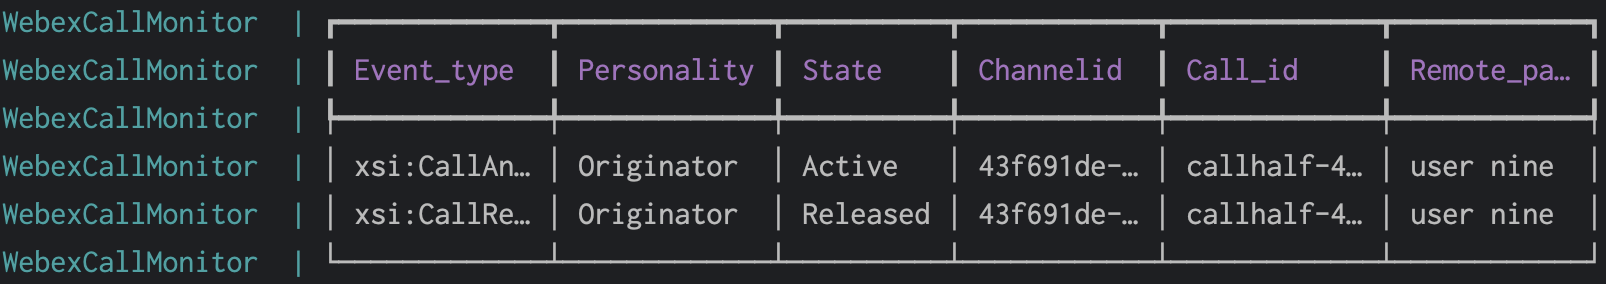 WebexCallMonitor |
WebexCallMonitor | Event_type | Personality | State | Channelid | Call_id | Remote_pa…
WebexCallMonitor |
WebexCallMonitor | xsi:CallAn… | Originator | Active | 43f691de-… | callhalf-4… | user nine
WebexCallMonitor | xsi:CallRe… | Originator | Released | 43f691de-… | callhalf-4… | user nine
WebexCallMonitor |